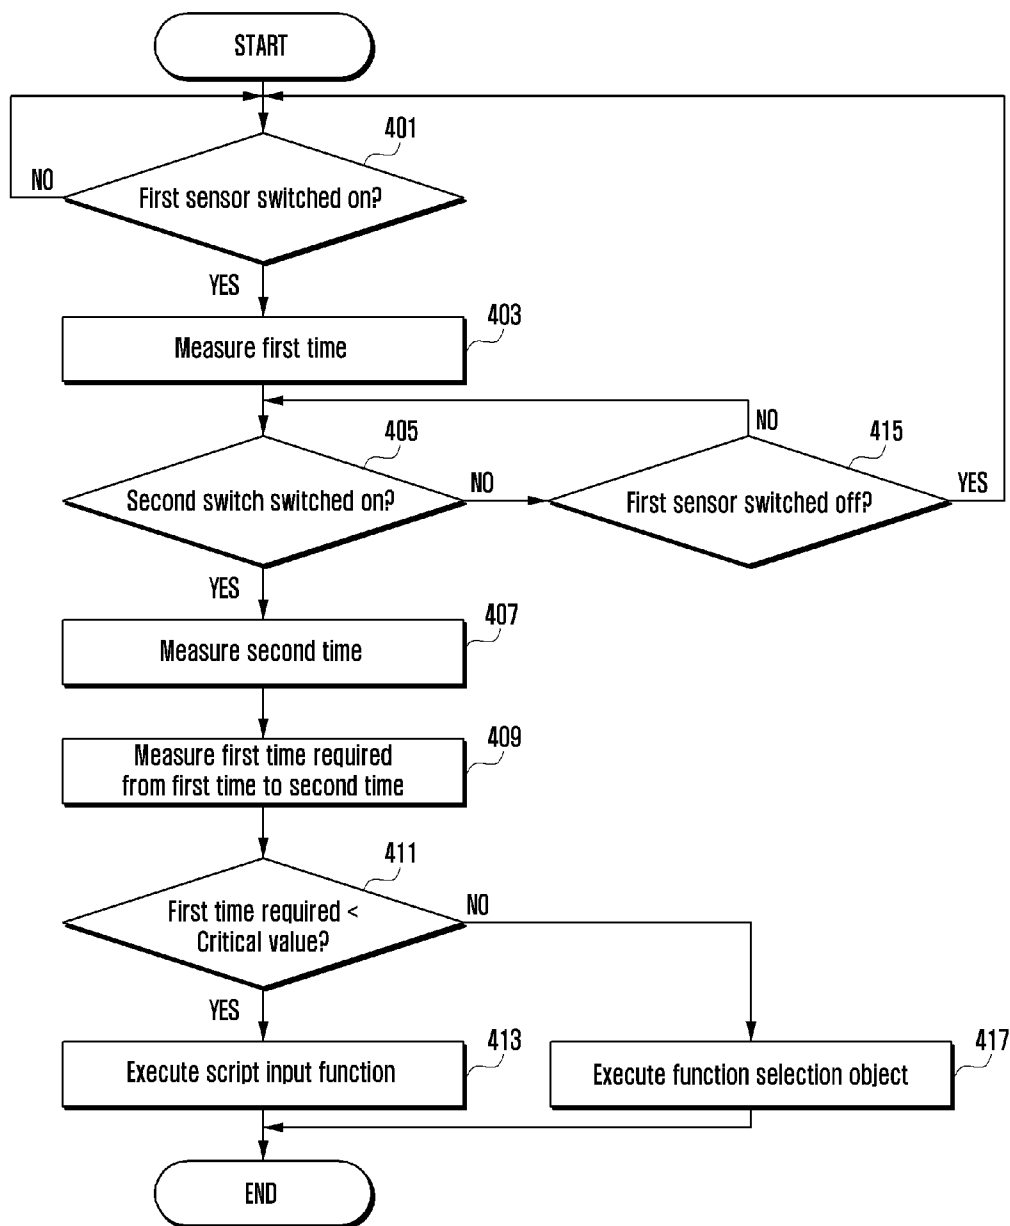 START
401
NO
First sensor switched on?
YES
403
Measure first time
NO
405
415
Second switch switched on?
NO
First sensor switched off?
YES
YES
407
Measure second time
409
Measure first time required
from first time to second time
411
First time required <
Critical value?
NO
YES
413
Execute script input function
417
Execute function selection object
END